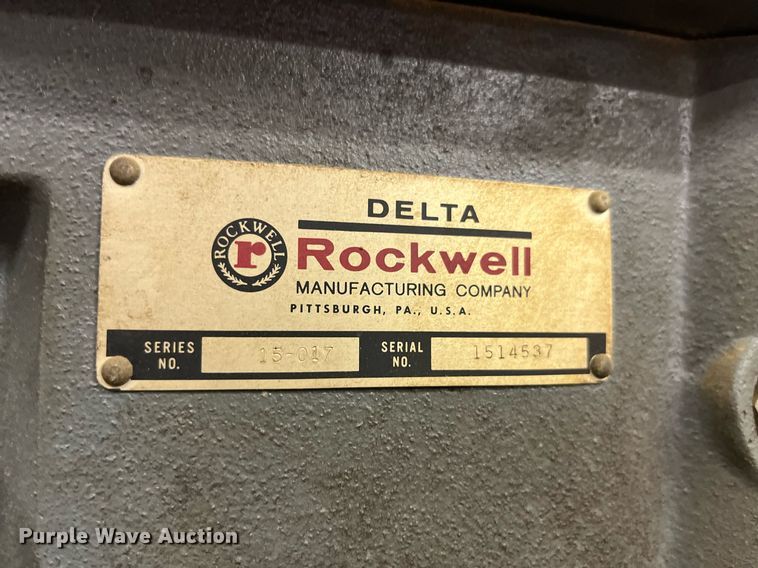 DELTA
ROCKWELL
r
Rockwell
MANUFACTURING COMPANY
PITTSBURGH, PA., U.S.A.
SERIES NO. 15-017 SERIAL NO. 1514537
Purple Wave Auction®